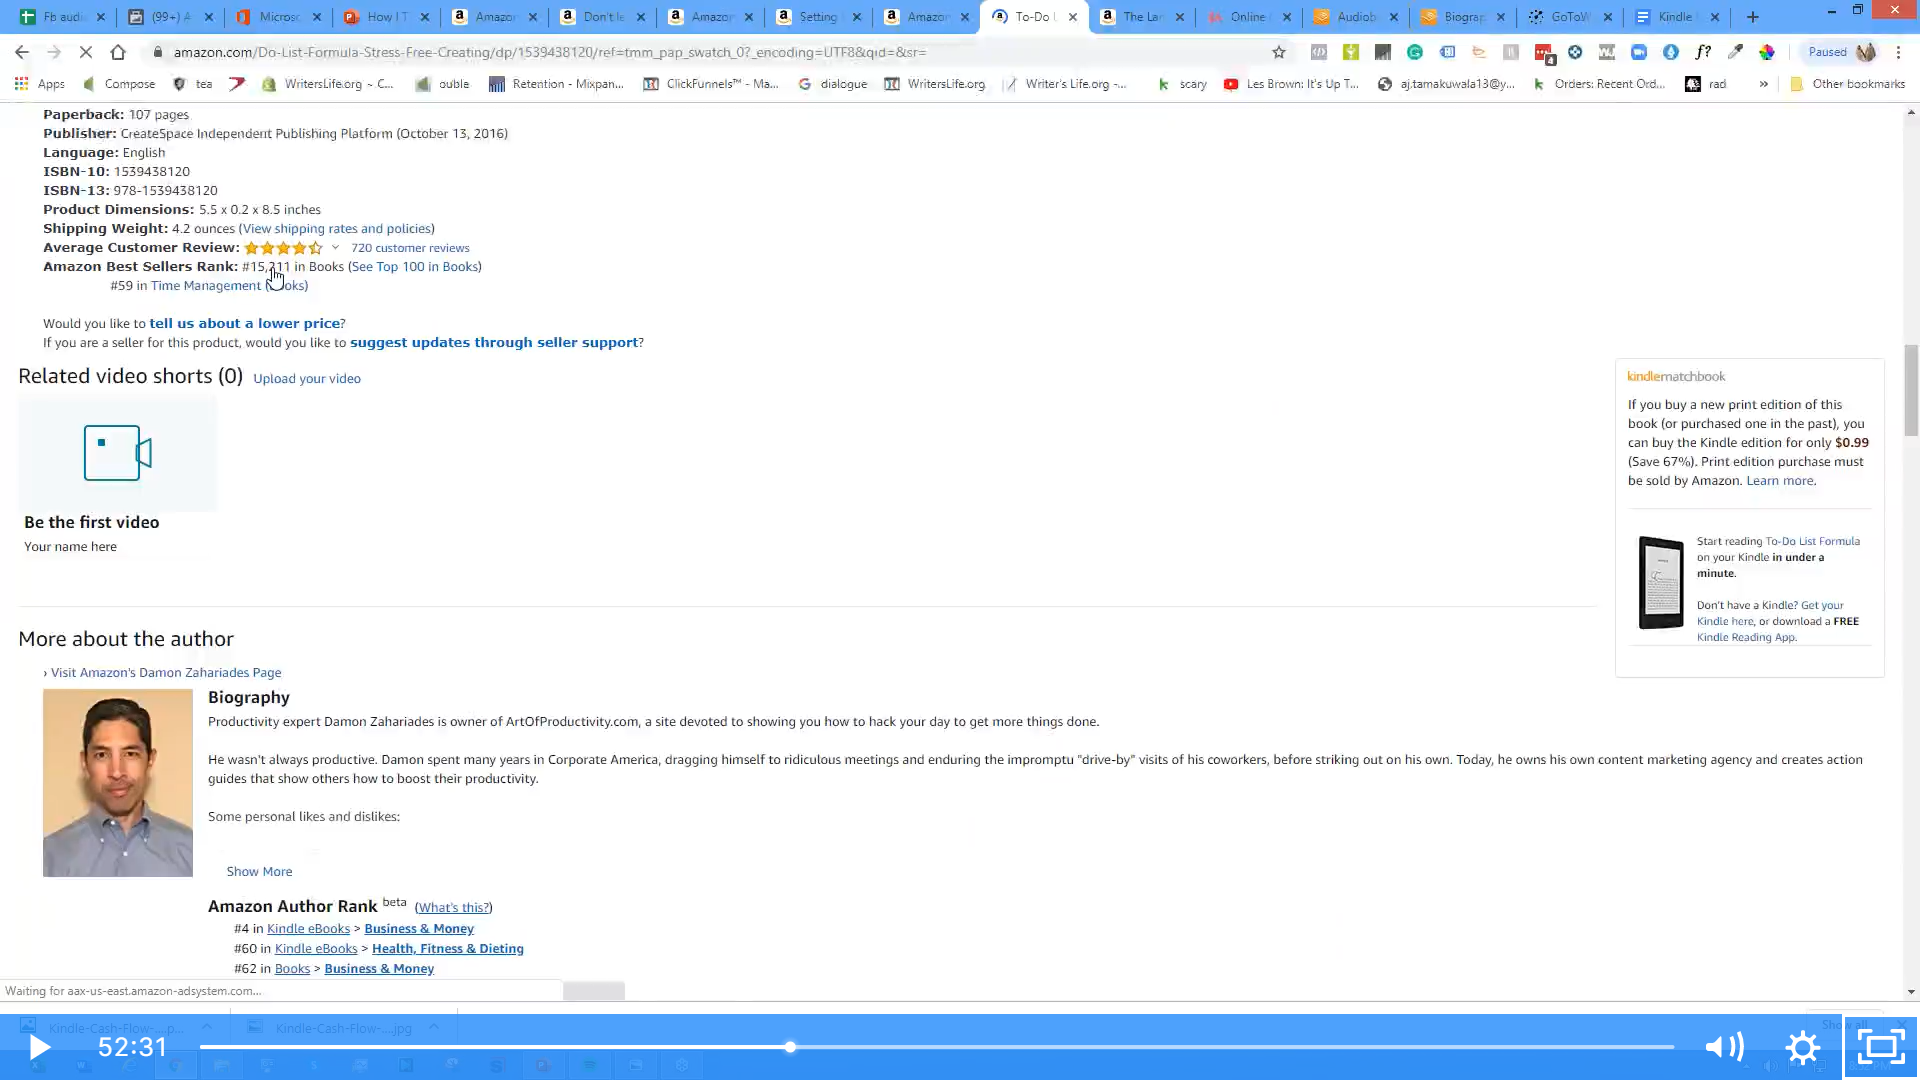 Fb audi
(99+) A
Micros
How I T
Amazon
Don't le
Amazon
Setting
Amazon
To-Do L
The Lar
Online
Audiob
Biograp
GoToW
Kindle
amazon.com/Do-List-Formula-Stress-Free-Creating/dp/1539438120/ref=tmm_pap_swatch_0?_encoding=UTF8&qid=&sr=
Paused
Apps
Compose
tea
WritersLife.org ~ C...
ouble
Retention - Mixpan...
ClickFunnels™ - Ma...
dialogue
WritersLife.org
Writer's Life.org -...
scary
Les Brown: It's Up T...
aj.tamakuwala13@y...
Orders: Recent Ord...
rad
»
Other bookmarks
Paperback: 107 pages
Publisher: CreateSpace Independent Publishing Platform (October 13, 2016)
Language: English
ISBN-10: 1539438120
ISBN-13: 978-1539438120
Product Dimensions: 5.5 x 0.2 x 8.5 inches
Shipping Weight: 4.2 ounces (View shipping rates and policies)
Average Customer Review: 720 customer reviews
Amazon Best Sellers Rank: #15,211 in Books (See Top 100 in Books)
#59 in Time Management (Books)
Would you like to tell us about a lower price?
If you are a seller for this product, would you like to suggest updates through seller support?
Related video shorts (0) Upload your video
Be the first video
Your name here
kindlematchbook
If you buy a new print edition of this
book (or purchased one in the past), you
can buy the Kindle edition for only $0.99
(Save 67%). Print edition purchase must
be sold by Amazon. Learn more.
Start reading To-Do List Formula
on your Kindle in under a
minute.
Don't have a Kindle? Get your
Kindle here, or download a FREE
Kindle Reading App.
More about the author
› Visit Amazon's Damon Zahariades Page
Biography
Productivity expert Damon Zahariades is owner of ArtOfProductivity.com, a site devoted to showing you how to hack your day to get more things done.
He wasn't always productive. Damon spent many years in Corporate America, dragging himself to ridiculous meetings and enduring the impromptu "drive-by" visits of his coworkers, before striking out on his own. Today, he owns his own content marketing agency and creates action
guides that show others how to boost their productivity.
Some personal likes and dislikes:
Show More
Amazon Author Rank beta (What's this?)
#4 in Kindle eBooks > Business & Money
#60 in Kindle eBooks > Health, Fitness & Dieting
#62 in Books > Business & Money
Waiting for aax-us-east.amazon-adsystem.com...
Kindle-Cash-Flow-....p...
Kindle-Cash-Flow-....jpg
Show all
52:31